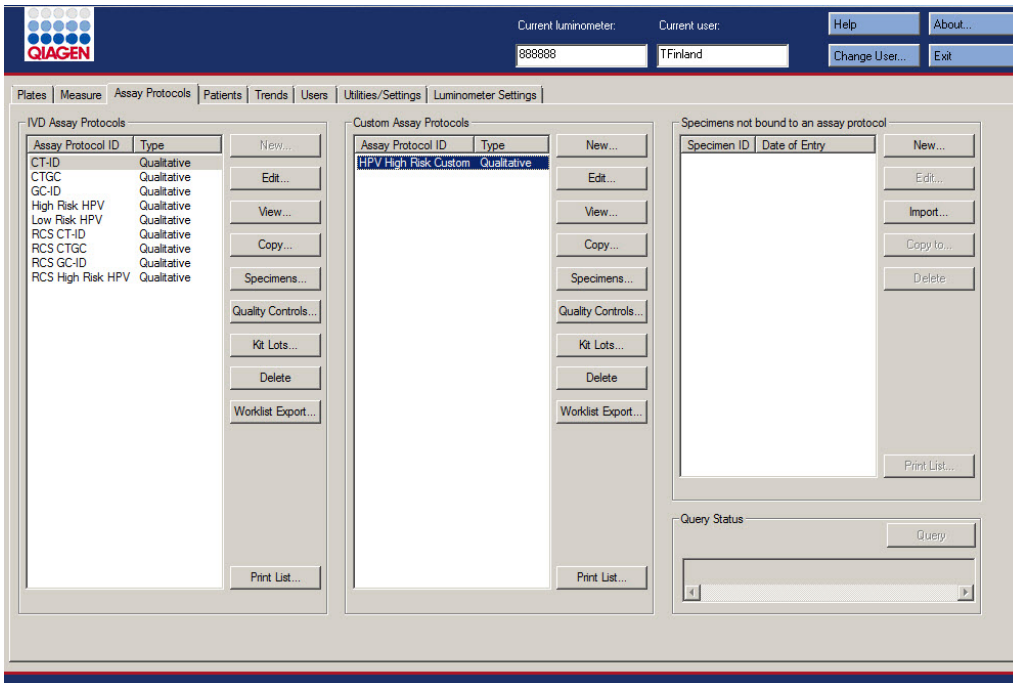 QIAGEN
Current luminometer:
Current user:
Help
About...
888888
TFinland
Change User...
Exit
Plates
Measure
Assay Protocols
Patients
Trends
Users
Utilities/Settings
Luminometer Settings
IVD Assay Protocols
Assay Protocol ID Type
CT-ID Qualitative
CTGC Qualitative
GC-ID Qualitative
High Risk HPV Qualitative
Low Risk HPV Qualitative
RCS CT-ID Qualitative
RCS CTGC Qualitative
RCS GC-ID Qualitative
RCS High Risk HPV Qualitative
New...
Edit...
View...
Copy...
Specimens...
Quality Controls...
Kit Lots...
Delete
Worklist Export...
Print List...
Custom Assay Protocols
Assay Protocol ID Type
HPV High Risk Custom Qualitative
New...
Edit...
View...
Copy...
Specimens...
Quality Controls...
Kit Lots...
Delete
Worklist Export...
Print List...
Specimens not bound to an assay protocol
Specimen ID Date of Entry
New...
Edit...
Import...
Copy to...
Delete
Print List...
Query Status
Query